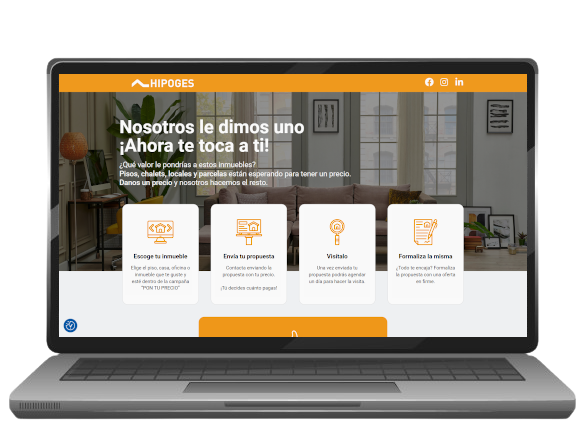 HIPOGES
Nosotros le dimos uno
¡Ahora te toca a ti!
¿Qué valor le pondrías a estos inmuebles?
Pisos, chalets, locales y parcelas están esperando para tener un precio.
Danos un precio y nosotros hacemos el resto.
Escoge tu inmueble
Elige el piso, casa, oficina o
inmueble que te guste y
esté dentro de la campaña
"PON TU PRECIO"
Envía tu propuesta
Contacta enviando la
propuesta con tu precio.
¡Tú decides cuánto pagas!
Visítalo
Una vez enviada tu
propuesta podrás agendar
un día para hacer la visita.
Formaliza la misma
¿Todo te encaja? Formaliza
la propuesta con una oferta
en firme.